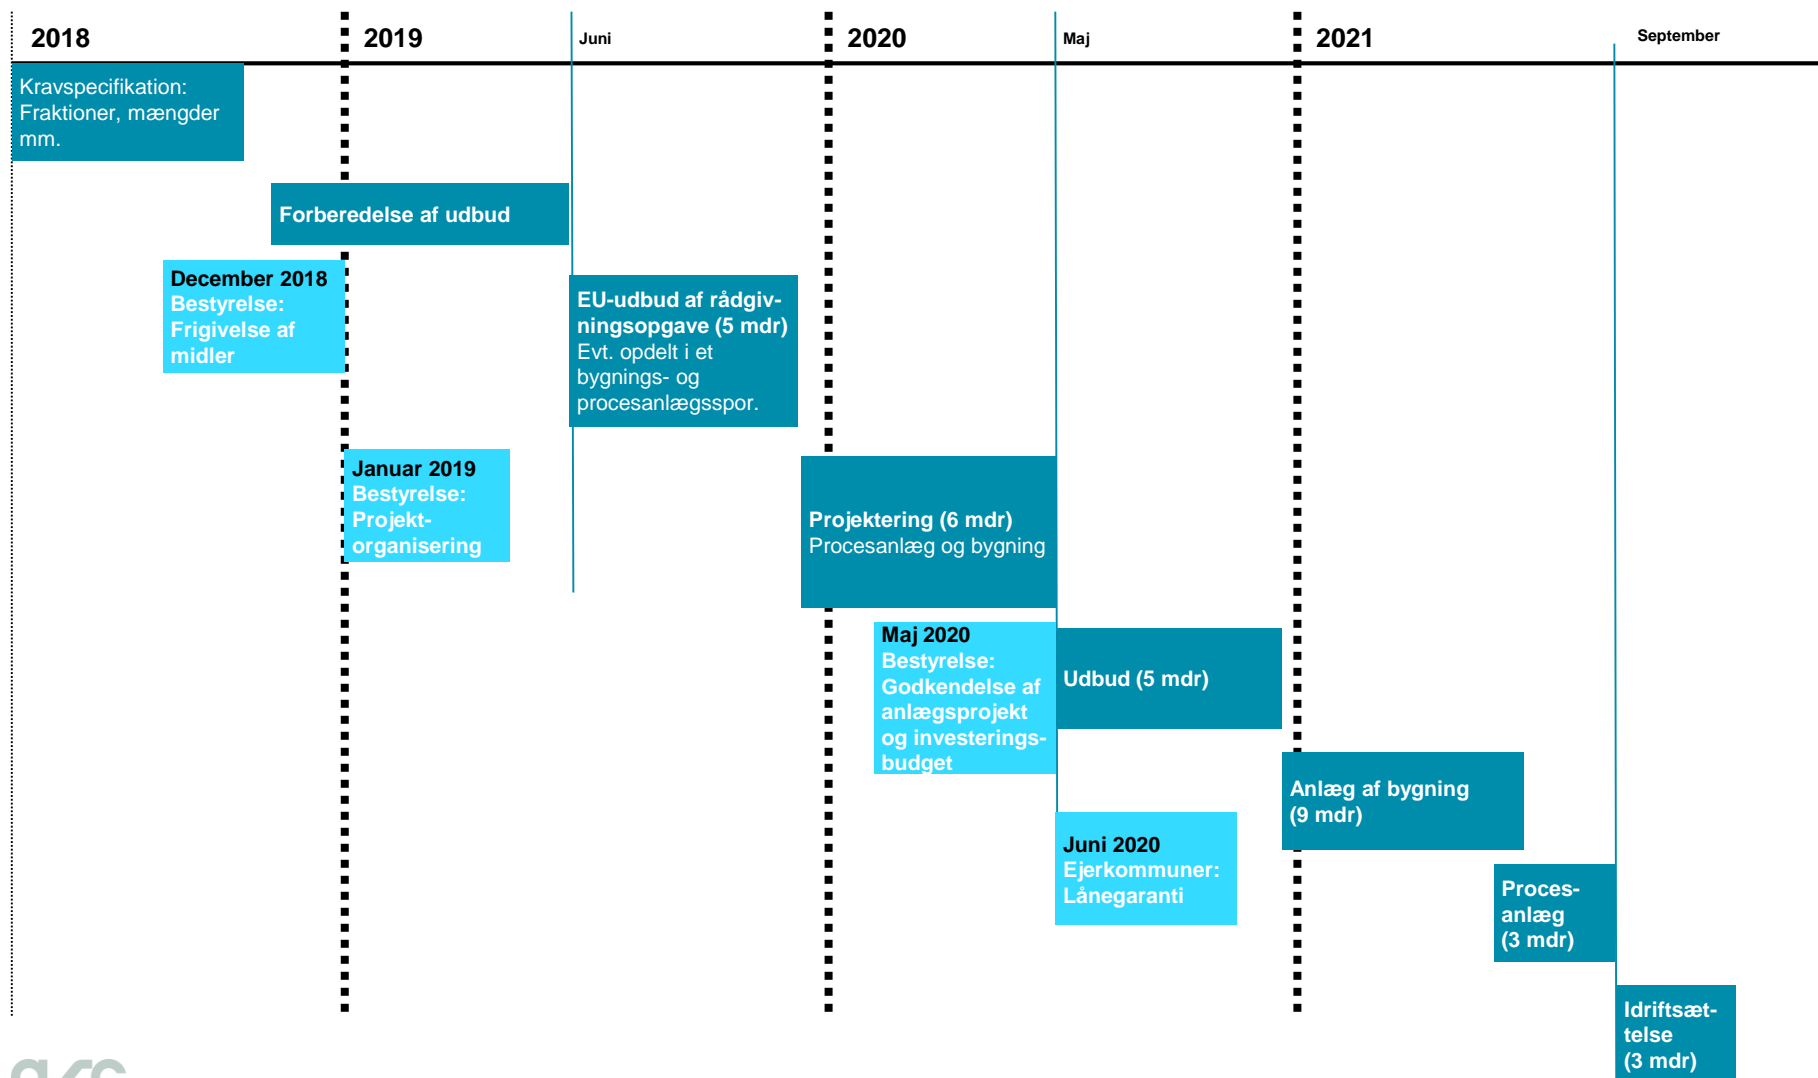 2018
2019
Juni
2020
Maj
2021
September
Kravspecifikation:
Fraktioner, mængder
mm.
Forberedelse af udbud
December 2018
Bestyrelse:
Frigivelse af
midler
EU-udbud af rådgiv-
ningsopgave (5 mdr)
Evt. opdelt i et
bygnings- og
procesanlægsspor.
Januar 2019
Bestyrelse:
Projekt-
organisering
Projektering (6 mdr)
Procesanlæg og bygning
Maj 2020
Bestyrelse:
Godkendelse af
anlægsprojekt
og investerings-
budget
Udbud (5 mdr)
Anlæg af bygning
(9 mdr)
Juni 2020
Ejerkommuner:
Lånegaranti
Proces-
anlæg
(3 mdr)
Idriftsæt-
telse
(3 mdr)